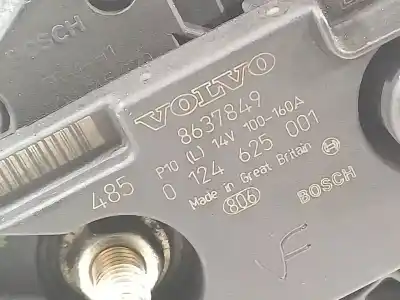 BOSCH
VOLVO
8637849
P10 (L) 14V 100-160A
485 0 124 625 001
Made in Great Britain
806 BOSCH